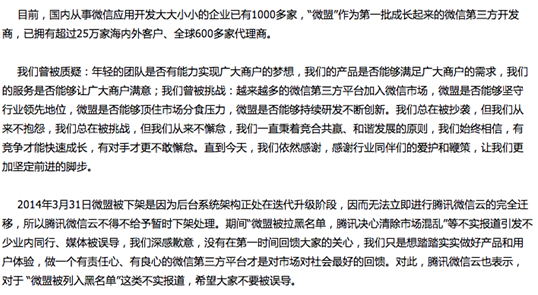 目前，国内从事微信应用开发大大小小的企业已有1000多家，“微盟”作为第一批成长起来的微信第三方开发
商，已拥有超过25万家海内外客户、全球600多家代理商。
我们曾被质疑：年轻的团队是否有能力实现广大商户的梦想，我们的产品是否能够满足广大商户的需求，我们
的服务是否能够让广大商户满意；我们曾被挑战：越来越多的微信第三方平台加入微信市场，微盟是否能够坚守
行业领先地位，微盟是否能够顶住市场分食压力，微盟是否能够持续研发不断创新。我们总在被抄袭，但我们从
来不抱怨，我们总在被挑战，但我们从来不懈怠，我们一直秉着竞合共赢、和谐发展的原则，我们始终相信，有
竞争才能快速成长，有对手才更不敢懈怠。直到今天，我们依然感谢，感谢行业同伴们的爱护和鞭策，让我们更
加坚定前进的脚步。
2014年3月31日微盟被下架是因为后台系统架构正处在迭代升级阶段，因而无法立即进行腾讯微信云的完全迁
移，所以腾讯微信云不得不给予暂时下架处理。期间“微盟被拉黑名单，腾讯决心清除市场混乱”等不实报道引发不
少业内同行、媒体被误导，我们深感歉意，没有在第一时间回馈大家的关心，我们只是想踏踏实实做好产品和用
户体验，做一个有责任心、有良心的微信第三方平台才是对市场对社会最好的回馈。对此，腾讯微信云也表示，
对于 “微盟被列入黑名单”这类不实报道，希望大家不要被误导。